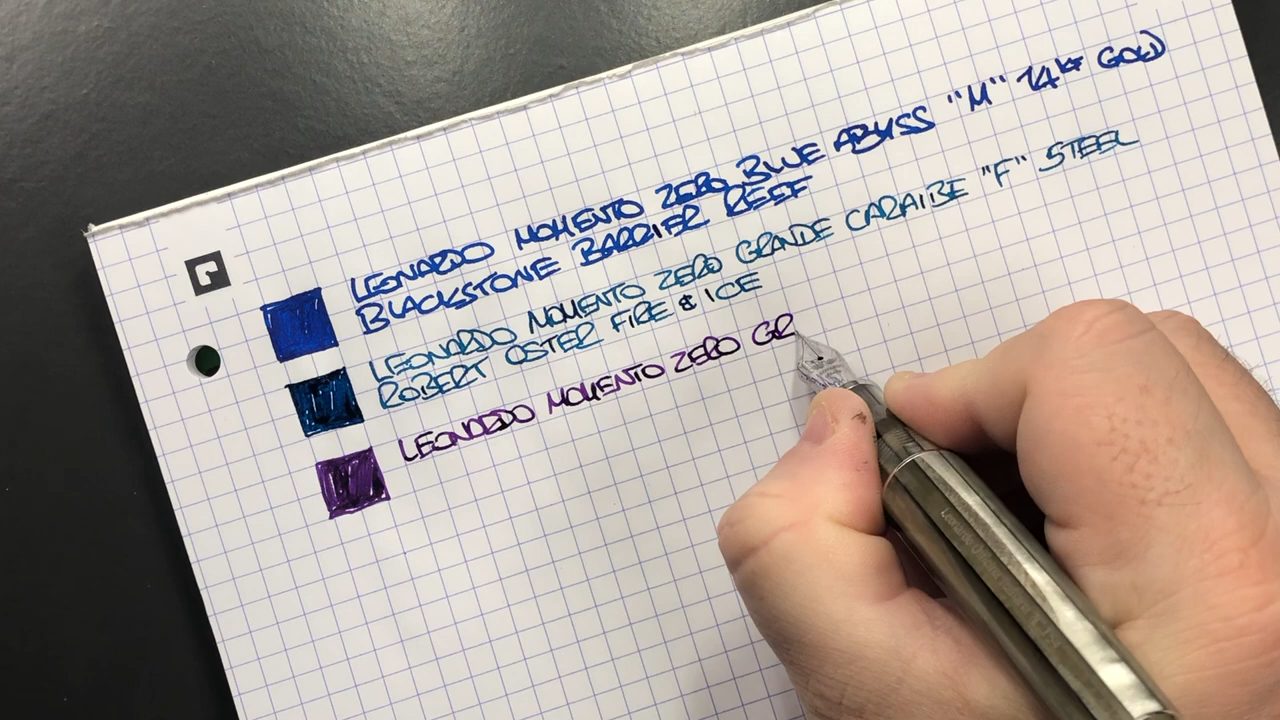 LEONARDO MOMENTO ZERO BLUE ABYSS "M" 14kt GOLD
BLACKSTONE BARRIER REEF
LEONARDO MOMENTO ZERO GRANDE CARAIBE "F" STEEL
ROBERT OSTER FIRE & ICE
LEONARDO MOMENTO ZERO GR